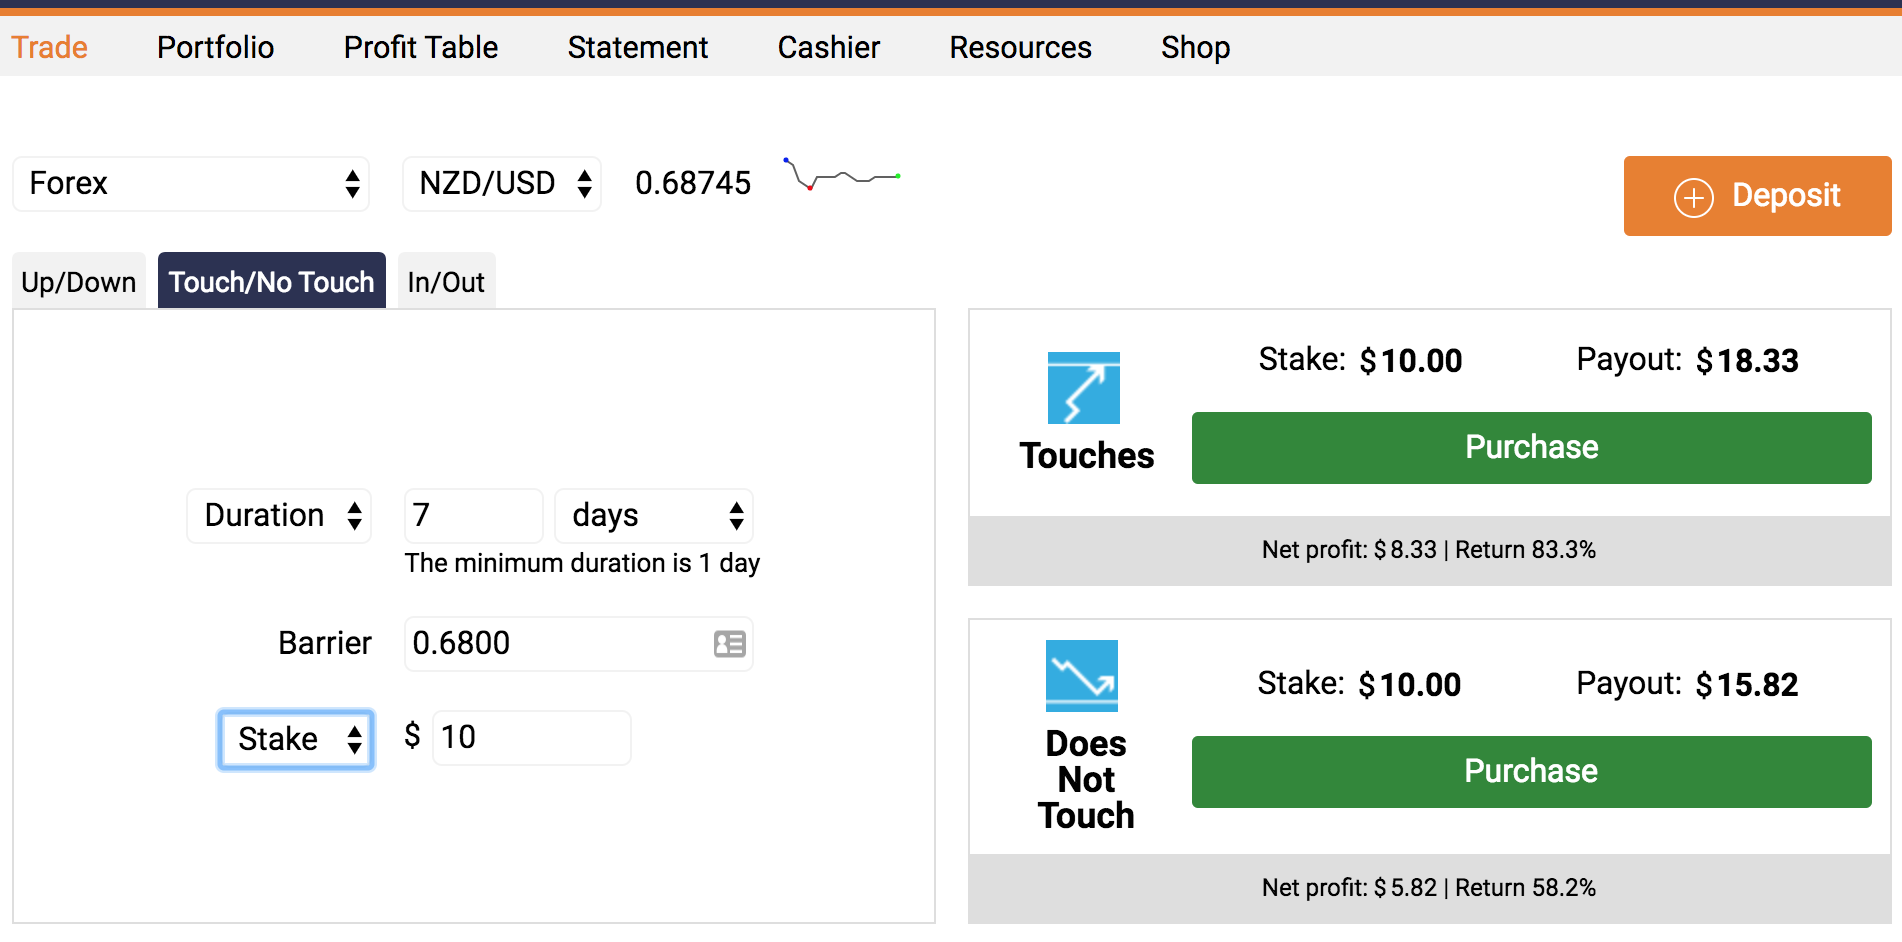 Trade Portfolio Profit Table Statement Cashier Resources Shop
Forex NZD/USD 0.68745
Deposit
Up/Down Touch/No Touch In/Out
Duration 7 days
The minimum duration is 1 day
Barrier 0.6800
Stake $ 10
Touches
Stake: $10.00 Payout: $18.33
Purchase
Net profit: $8.33 | Return 83.3%
Does
Not
Touch
Stake: $10.00 Payout: $15.82
Purchase
Net profit: $5.82 | Return 58.2%